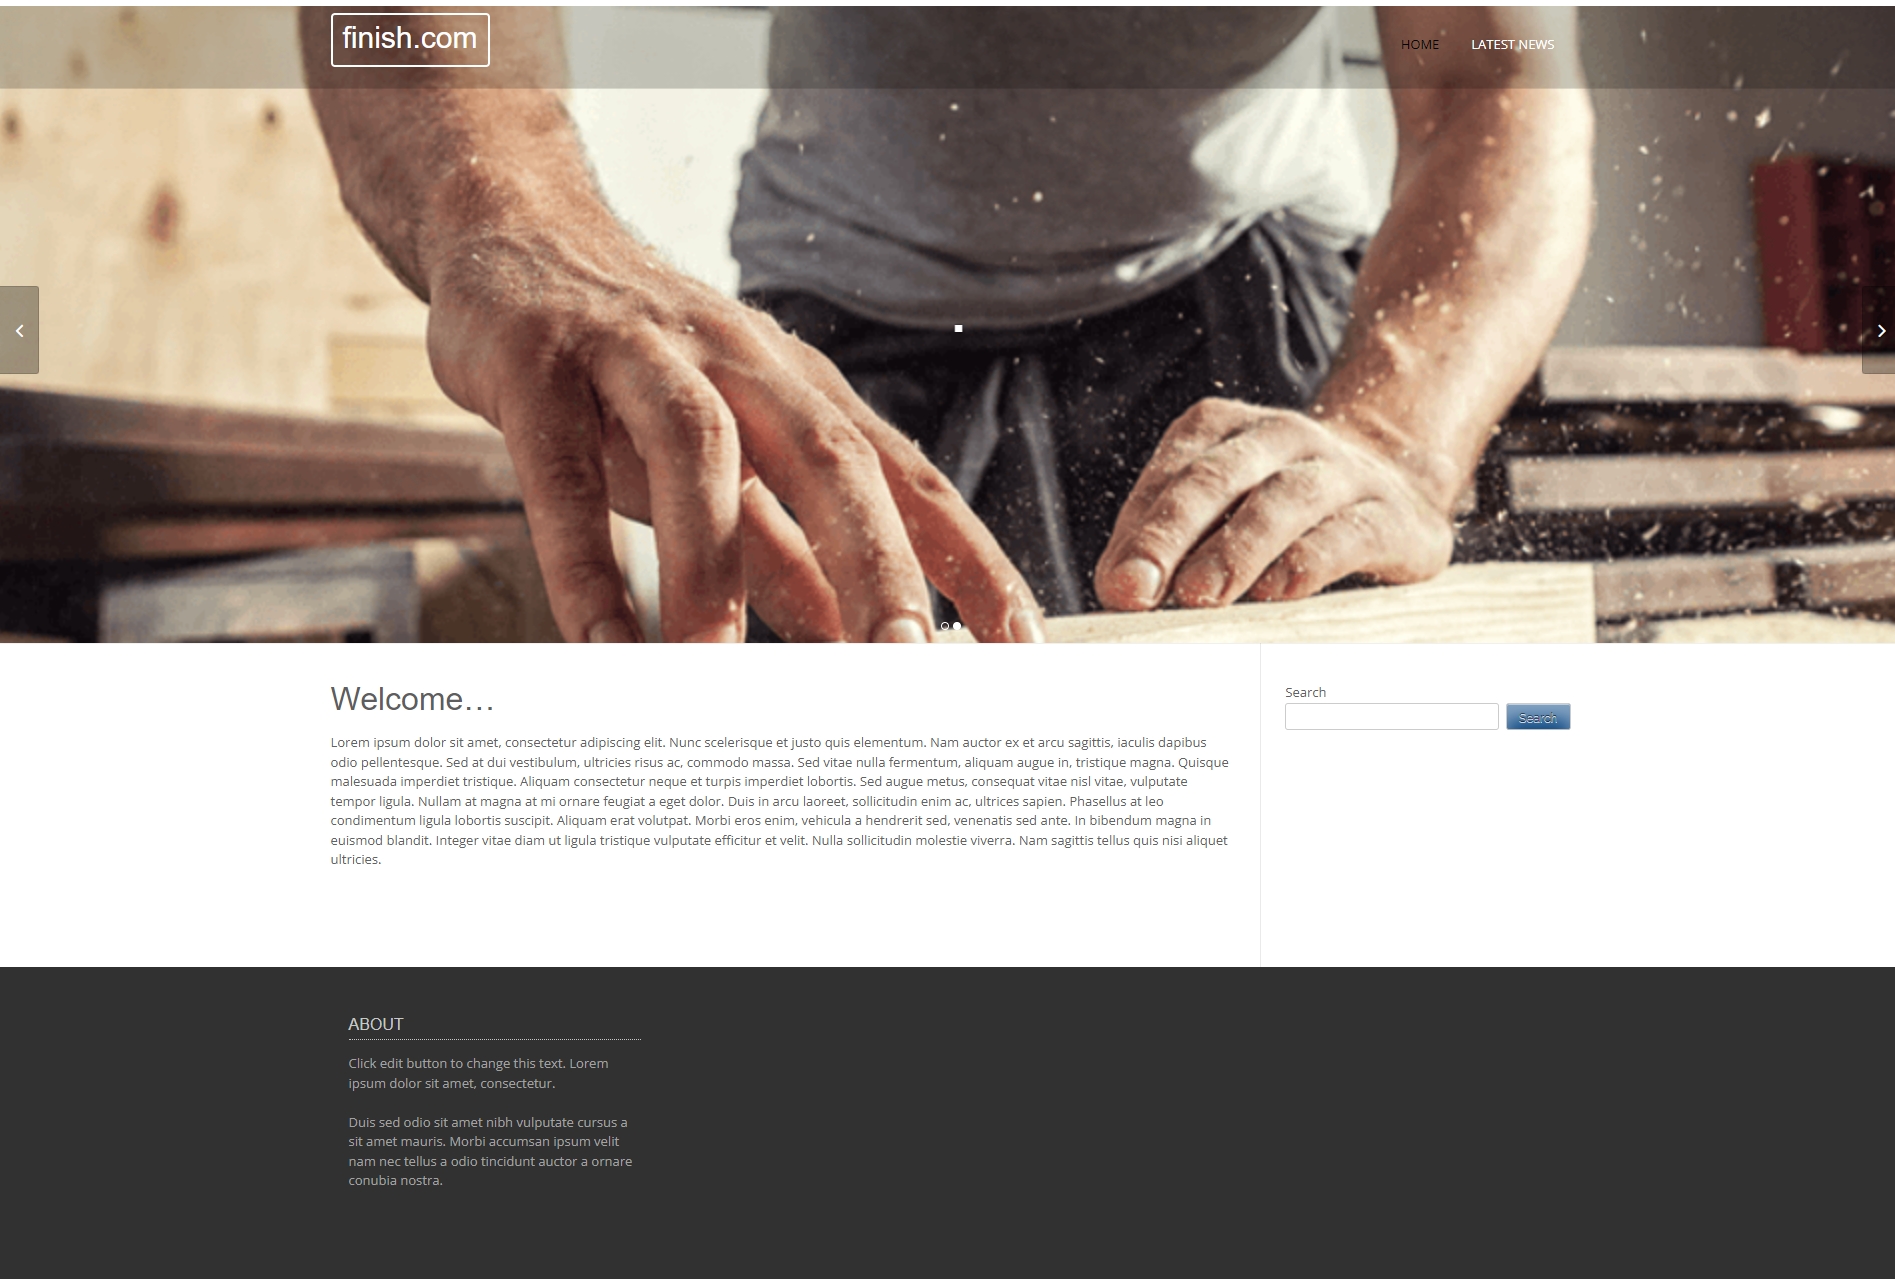 finish.com
HOME
LATEST NEWS
Welcome…
Lorem ipsum dolor sit amet, consectetur adipiscing elit. Nunc scelerisque et justo quis elementum. Nam auctor ex et arcu sagittis, iaculis dapibus
odio pellentesque. Sed at dui vestibulum, ultricies risus ac, commodo massa. Sed vitae nulla fermentum, aliquam augue in, tristique magna. Quisque
malesuada imperdiet tristique. Aliquam consectetur neque et turpis imperdiet lobortis. Sed augue metus, consequat vitae nisl vitae, vulputate
tempor ligula. Nullam at magna at mi ornare feugiat a eget dolor. Duis in arcu laoreet, sollicitudin enim ac, ultrices sapien. Phasellus at leo
condimentum ligula lobortis suscipit. Aliquam erat volutpat. Morbi eros enim, vehicula a hendrerit sed, venenatis sed ante. In bibendum magna in
euismod blandit. Integer vitae diam ut ligula tristique vulputate efficitur et velit. Nulla sollicitudin molestie viverra. Nam sagittis tellus quis nisi aliquet
ultricies.
Search
Search
ABOUT
Click edit button to change this text. Lorem
ipsum dolor sit amet, consectetur.
Duis sed odio sit amet nibh vulputate cursus a
sit amet mauris. Morbi accumsan ipsum velit
nam nec tellus a odio tincidunt auctor a ornare
conubia nostra.